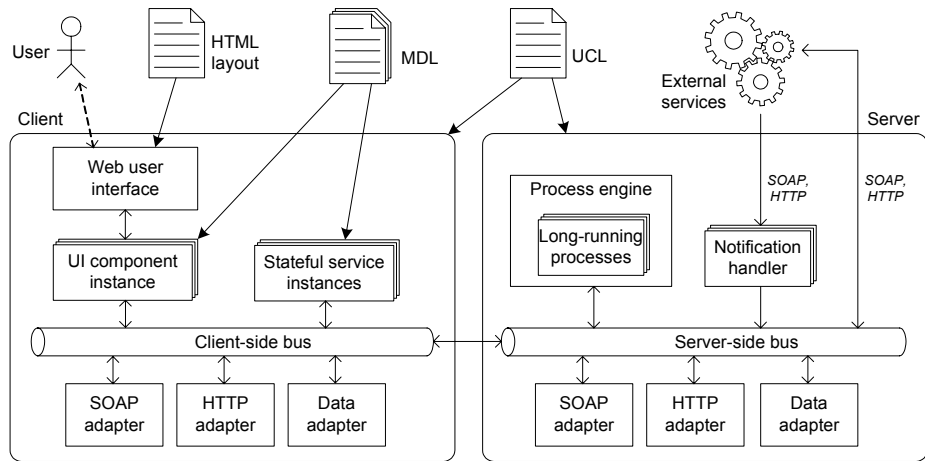 User
HTML
layout
MDL
UCL
External
services
Client
Server
Web user
interface
SOAP,
HTTP
SOAP,
HTTP
Process engine
Long-running
processes
UI component
instance
Stateful service
instances
Notification
handler
Client-side bus
Server-side bus
SOAP
adapter
HTTP
adapter
Data
adapter
SOAP
adapter
HTTP
adapter
Data
adapter